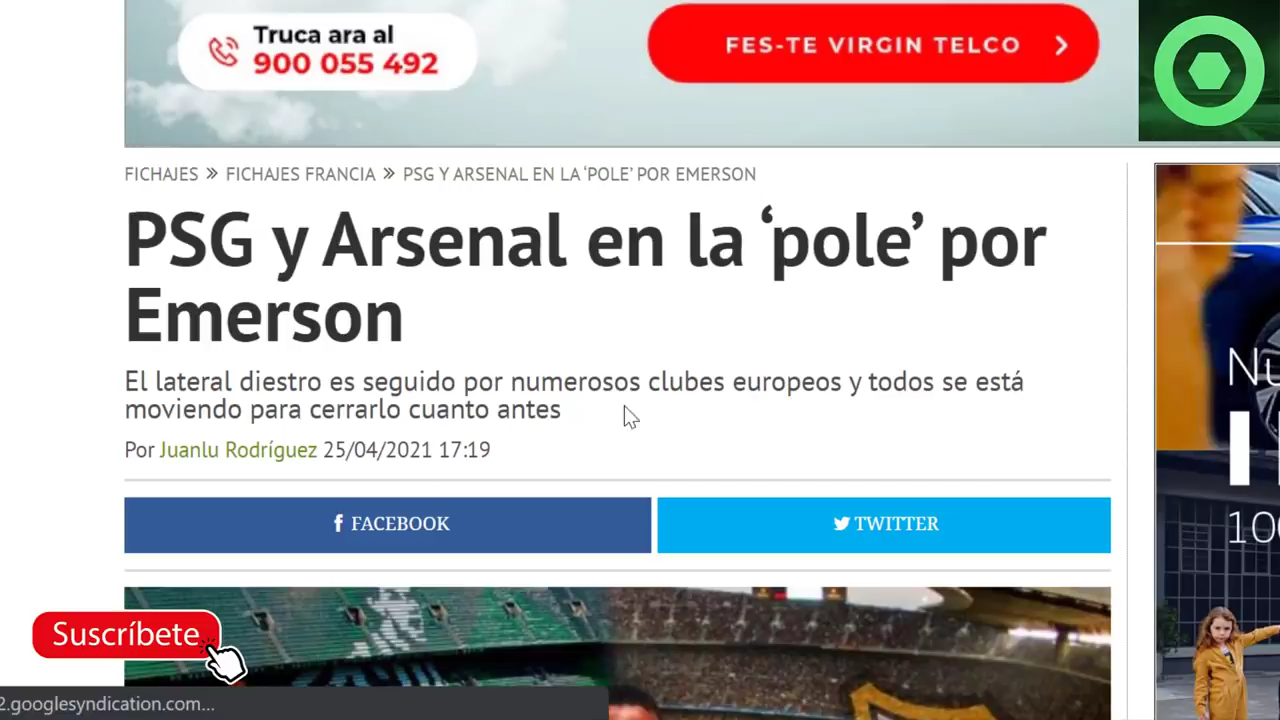 Truca ara al
900 055 492
FES-TE VIRGIN TELCO
FICHAJES » FICHAJES FRANCIA » PSG Y ARSENAL EN LA ‘POLE’ POR EMERSON
PSG y Arsenal en la ‘pole’ por
Emerson
El lateral diestro es seguido por numerosos clubes europeos y todos se está
moviendo para cerrarlo cuanto antes
Por Juanlu Rodríguez 25/04/2021 17:19
FACEBOOK
TWITTER
Suscríbete
2.googlesyndication.com...